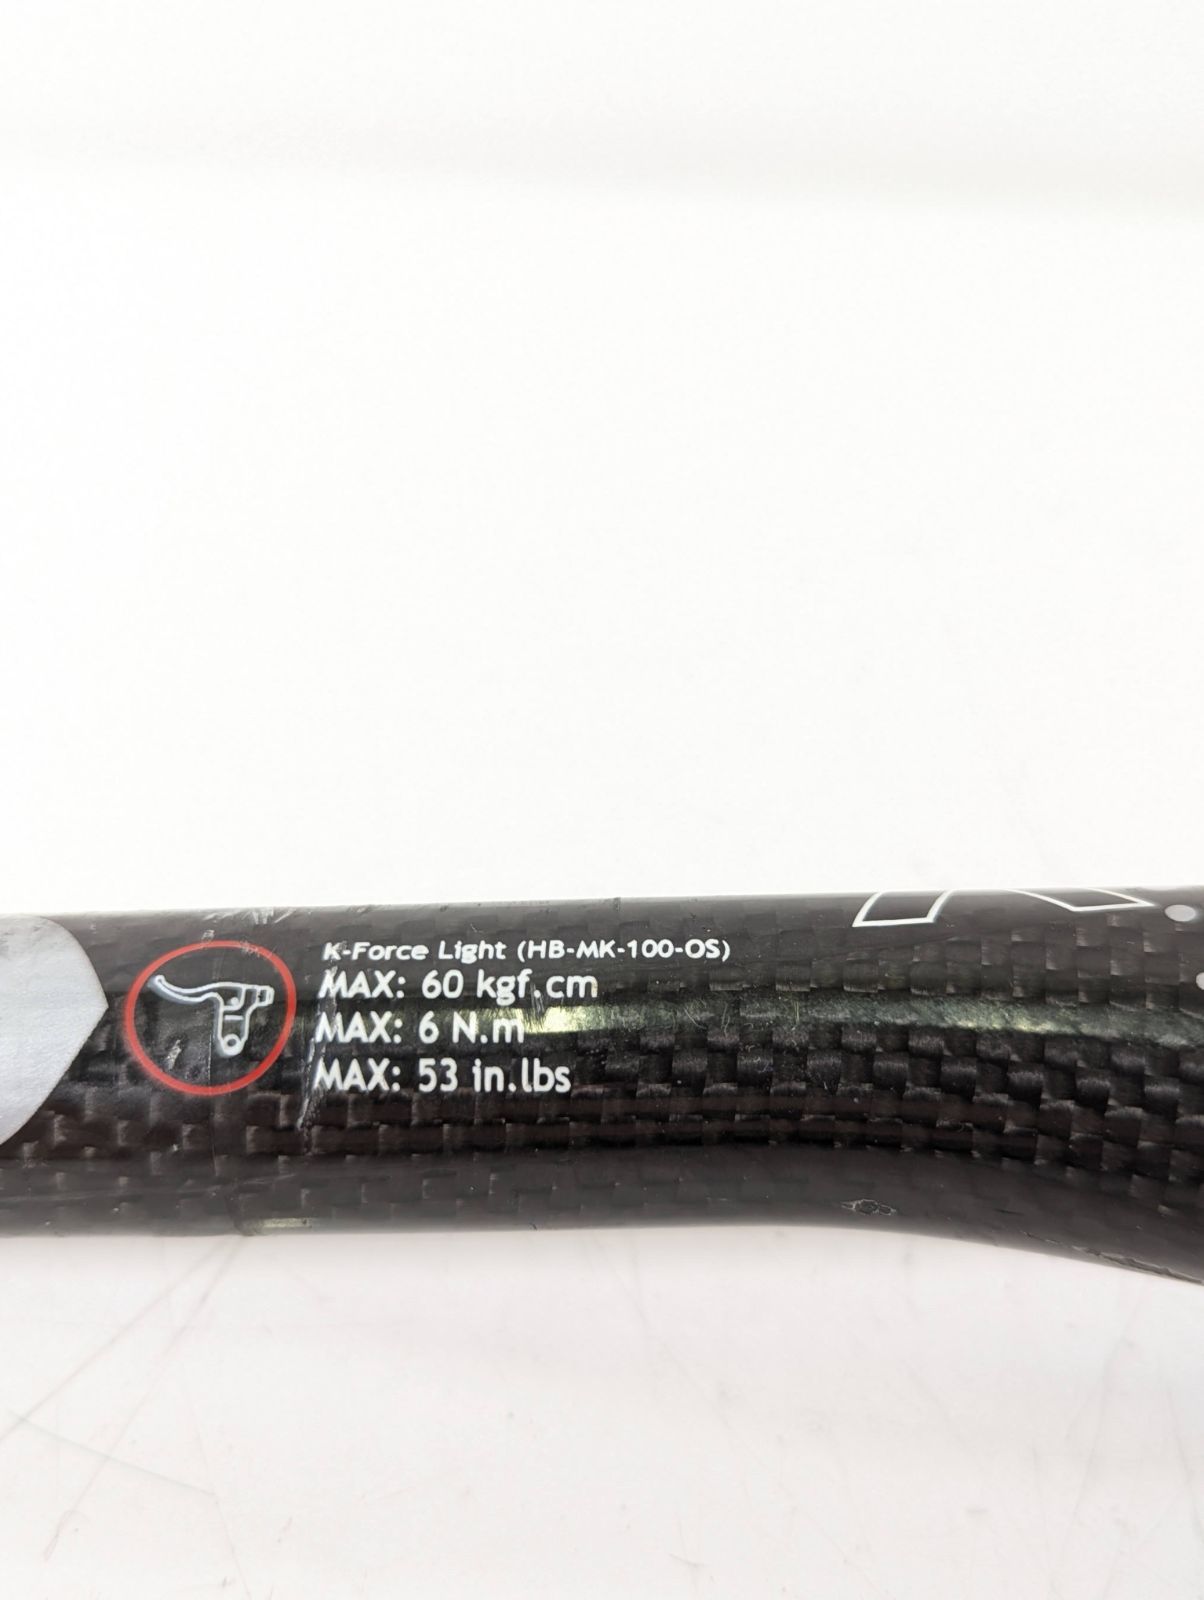 K-Force Light (HB-MK-100-OS)
MAX: 60 kgf.cm
MAX: 6 N.m
MAX: 53 in.lbs